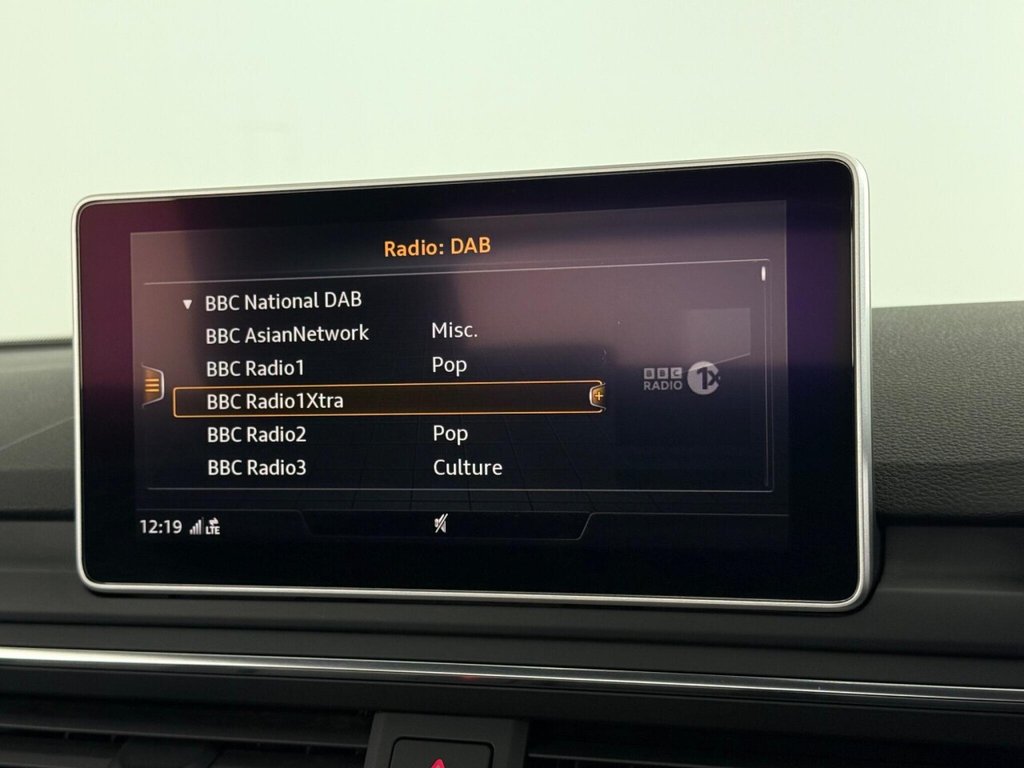 Radio: DAB
BBC National DAB
BBC AsianNetwork Misc.
BBC Radio1 Pop
BBC Radio1Xtra
BBC Radio2 Pop
BBC Radio3 Culture
BBC
RADIO 1X
12:19 LTE